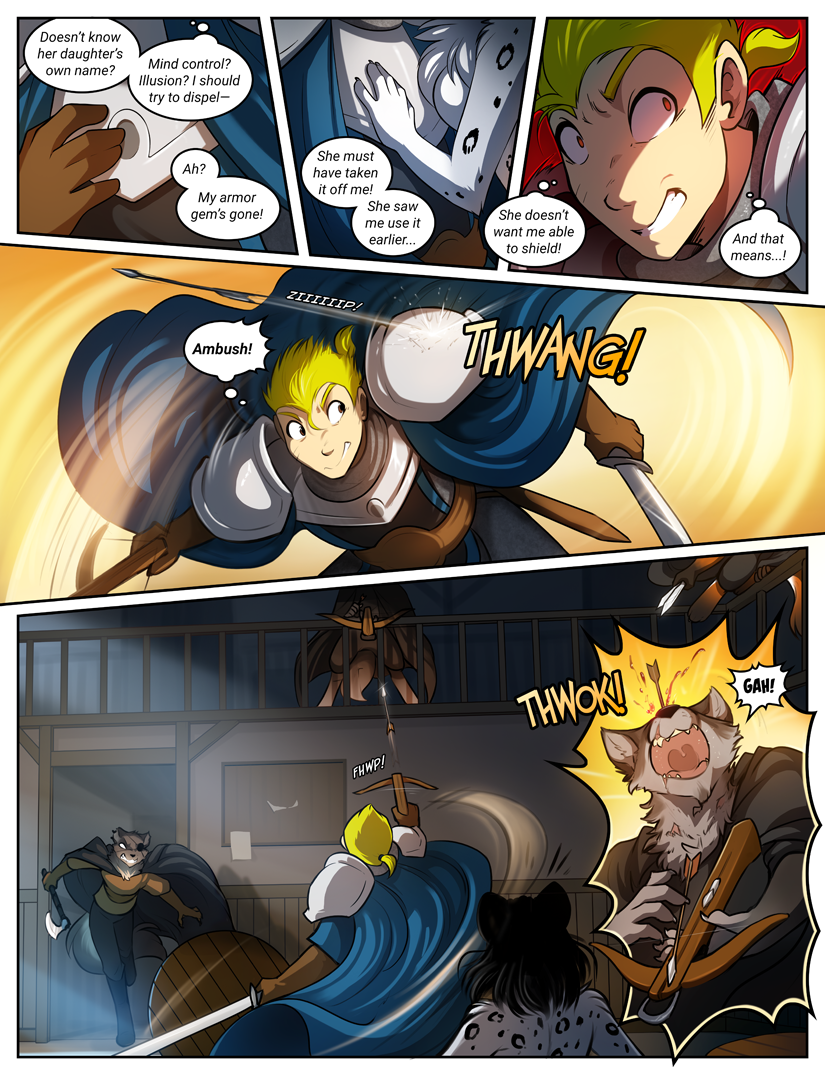 Doesn't know
her daughter's
own name?
Mind control?
Illusion? I should
try to dispel—
Ah?
My armor
gem's gone!
She must
have taken
it off me!
She saw
me use it
earlier...
She doesn't
want me able
to shield!
And that
means...!
ZIIIIIIP!
Ambush!
THWANG!
THWOK!
GAH!
FHWP!